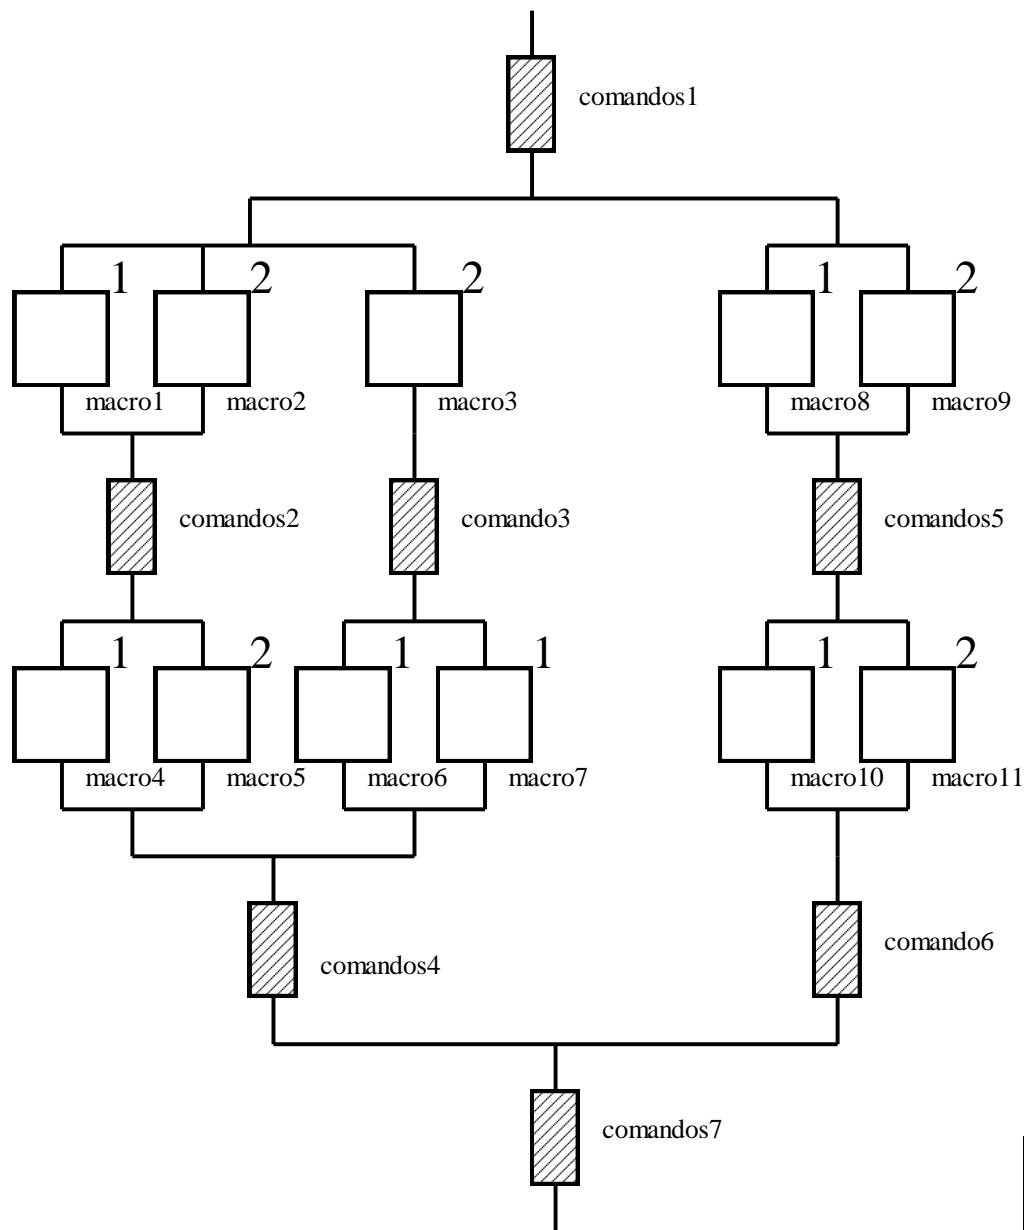 comandos1
1 2 2 1 2
macro1 macro2 macro3 macro8 macro9
comandos2 comando3 comandos5
1 2 1 1 1 2
macro4 macro5 macro6 macro7 macro10 macro11
comandos4 comando6
comandos7